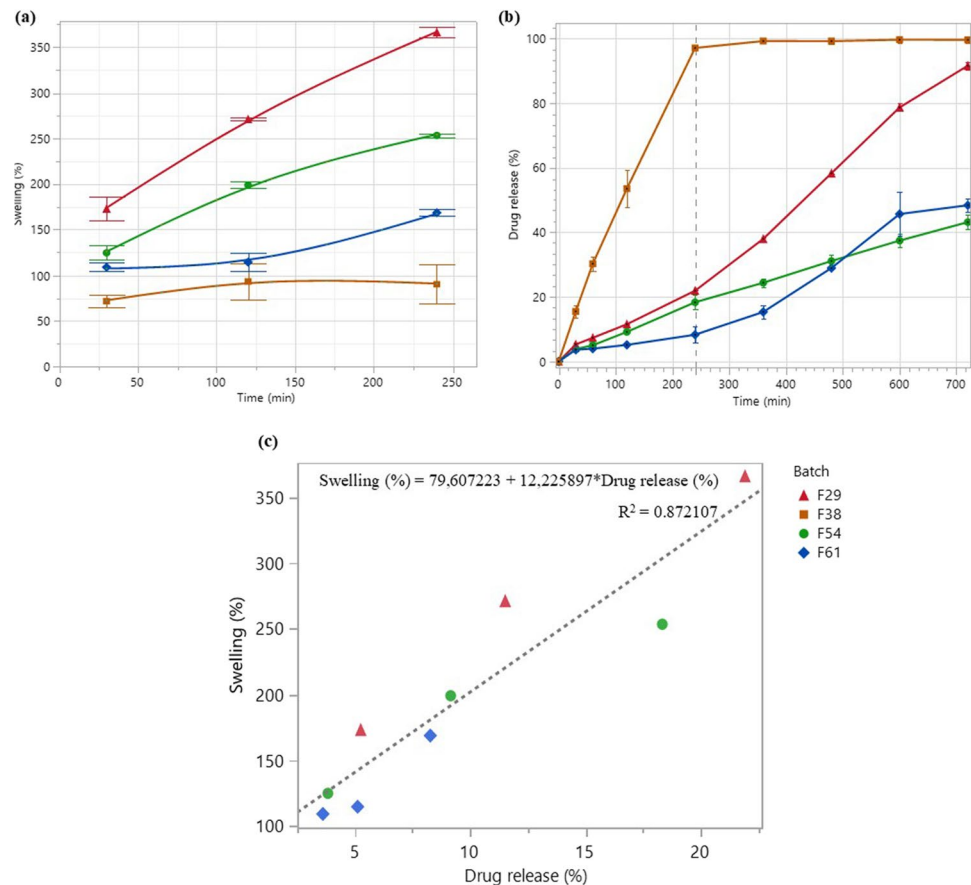 (a)
350
300
250
200
150
100
50
0
Swelling (%)
0 50 100 150 200 250
Time (min)
(b)
100
80
60
40
20
0
Drug release (%)
0 100 200 300 400 500 600 700
Time (min)
(c)
Swelling (%) = 79,607223 + 12,225897*Drug release (%)
R² = 0.872107
350
300
250
200
150
100
Swelling (%)
5 10 15 20
Drug release (%)
Batch
F29
F38
F54
F61